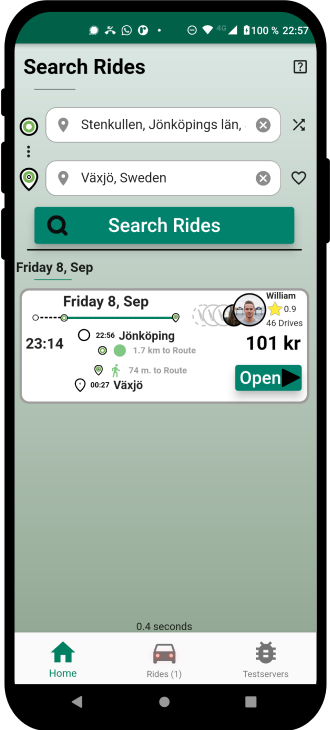 4G 100 % 22:57
Search Rides
Stenkullen, Jönköpings län,
Växjö, Sweden
Search Rides
Friday 8, Sep
Friday 8, Sep
William
0.9
46 Drives
23:14
22:56 Jönköping
1.7 km to Route
101 kr
74 m. to Route
00:27 Växjö
Open
0.4 seconds
Home
Rides (1)
Testservers